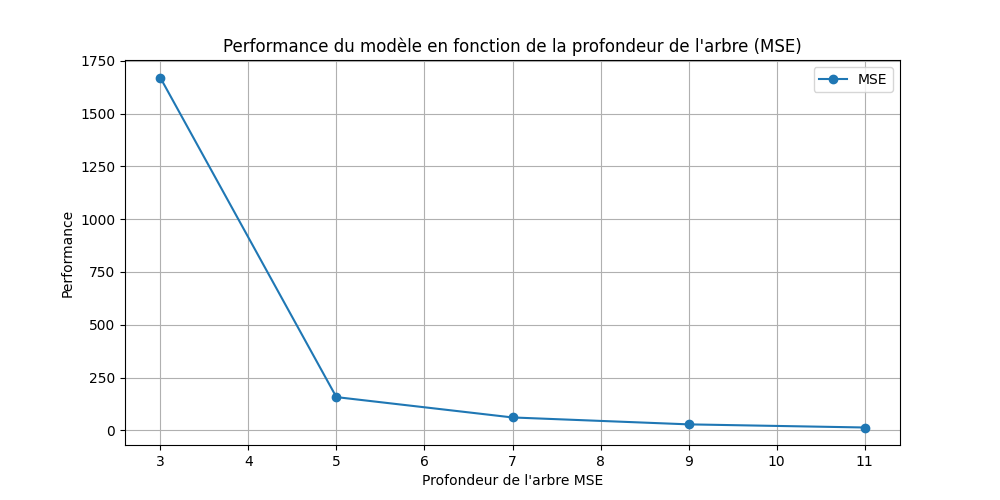 Performance du modèle en fonction de la profondeur de l'arbre (MSE)
MSE
1750
1500
1250
1000
750
500
250
0
Performance
3 4 5 6 7 8 9 10 11
Profondeur de l'arbre MSE